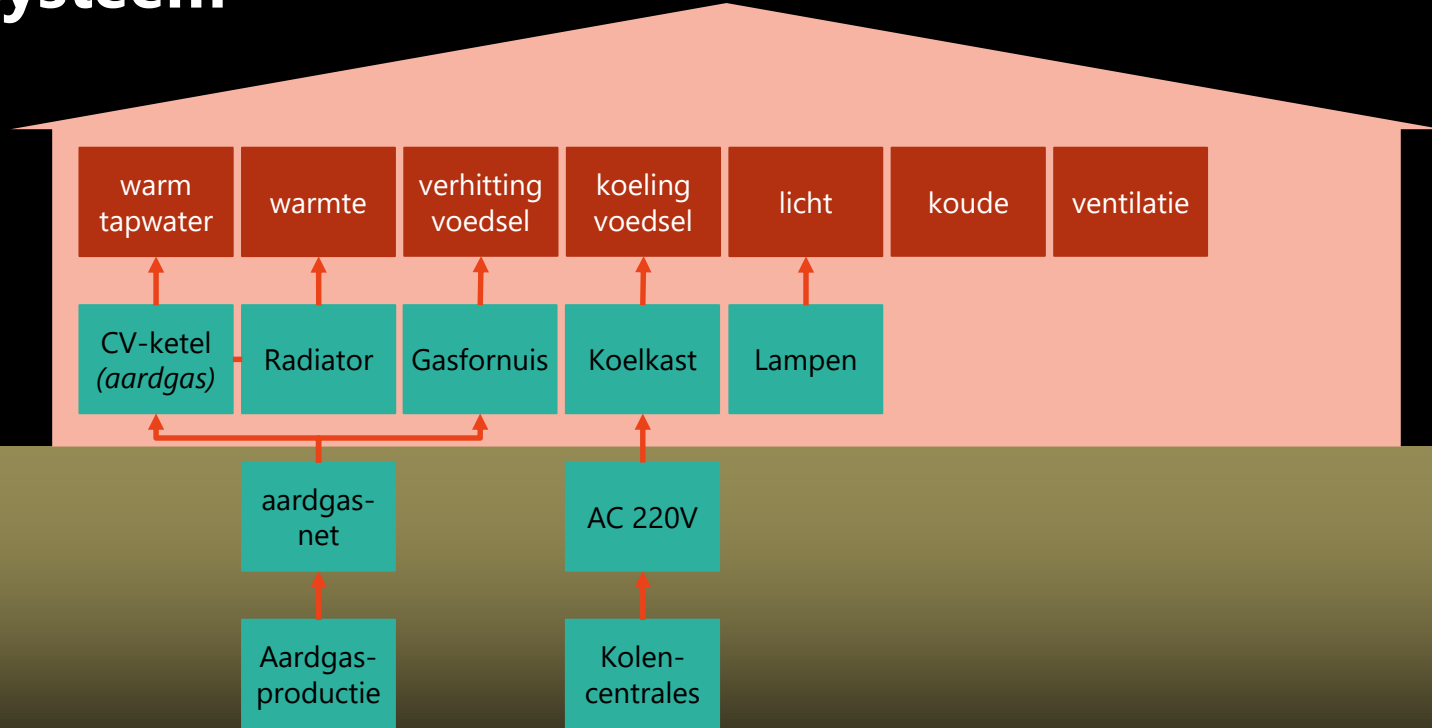 ysteem
warm
tapwater
warmte
verhitting
voedsel
koeling
voedsel
licht
koude
ventilatie
CV-ketel
(aardgas)
Radiator
Gasfornuis
Koelkast
Lampen
aardgas-
net
AC 220V
Aardgas-
productie
Kolen-
centrales